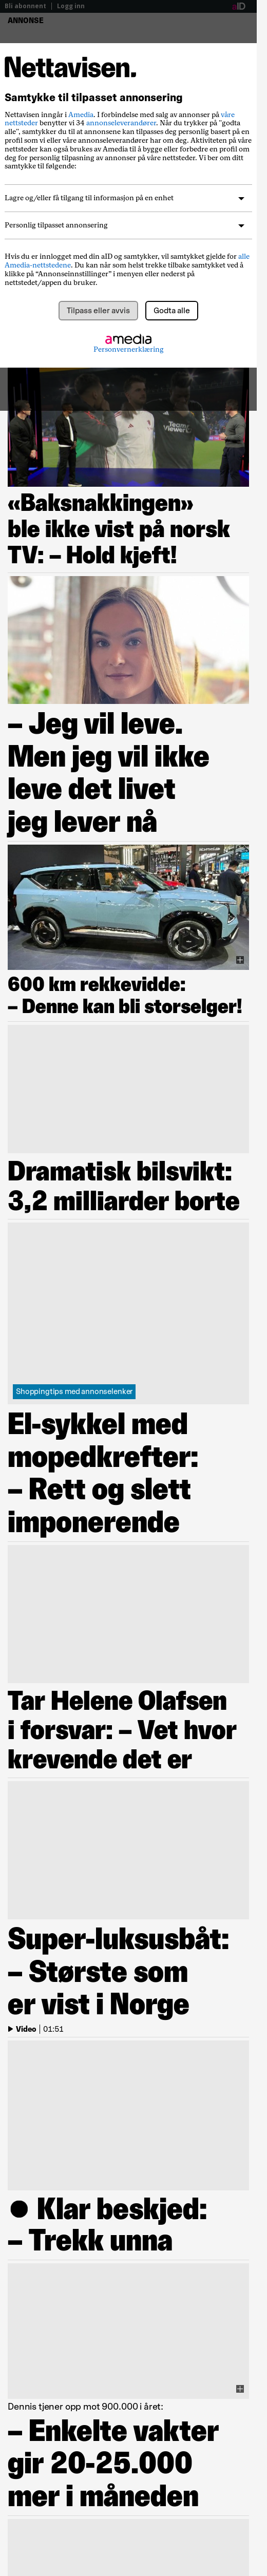 Bli abonnent | Logg inn
aID
ANNONSE
Nettavisen.
Samtykke til tilpasset annonsering
Nettavisen inngår i Amedia. I forbindelse med salg av annonser på våre
nettsteder benytter vi 34 annonseleverandører. Når du trykker på "godta
alle", samtykker du til at annonsene kan tilpasses deg personlig basert på en
profil som vi eller våre annonseleverandører har om deg. Aktiviteten på våre
nettsteder kan også brukes av Amedia til å bygge eller forbedre en profil om
deg for personlig tilpasning av annonser på våre nettsteder. Vi ber om ditt
samtykke til følgende:
Lagre og/eller få tilgang til informasjon på en enhet
Personlig tilpasset annonsering
Hvis du er innlogget med din aID og samtykker, vil samtykket gjelde for alle
Amedia-nettstedene. Du kan når som helst trekke tilbake samtykket ved å
klikke på “Annonseinnstillinger” i menyen eller nederst på
nettstedet/appen du bruker.
Tilpass eller avvis
Godta alle
amedia
Personvernerklæring
Team
Viewer
«Baksnakkingen»
ble ikke vist på norsk
TV: – Hold kjeft!
– Jeg vil leve.
Men jeg vil ikke
leve det livet
jeg lever nå
600 km rekkevidde:
– Denne kan bli storselger!
Dramatisk bilsvikt:
3,2 milliarder borte
Shoppingtips med annonselenker
El-sykkel med
mopedkrefter:
– Rett og slett
imponerende
Tar Helene Olafsen
i forsvar: – Vet hvor
krevende det er
Super-luksusbåt:
– Største som
er vist i Norge
Video | 01:51
● Klar beskjed:
– Trekk unna
Dennis tjener opp mot 900.000 i året:
– Enkelte vakter
gir 20-25.000
mer i måneden